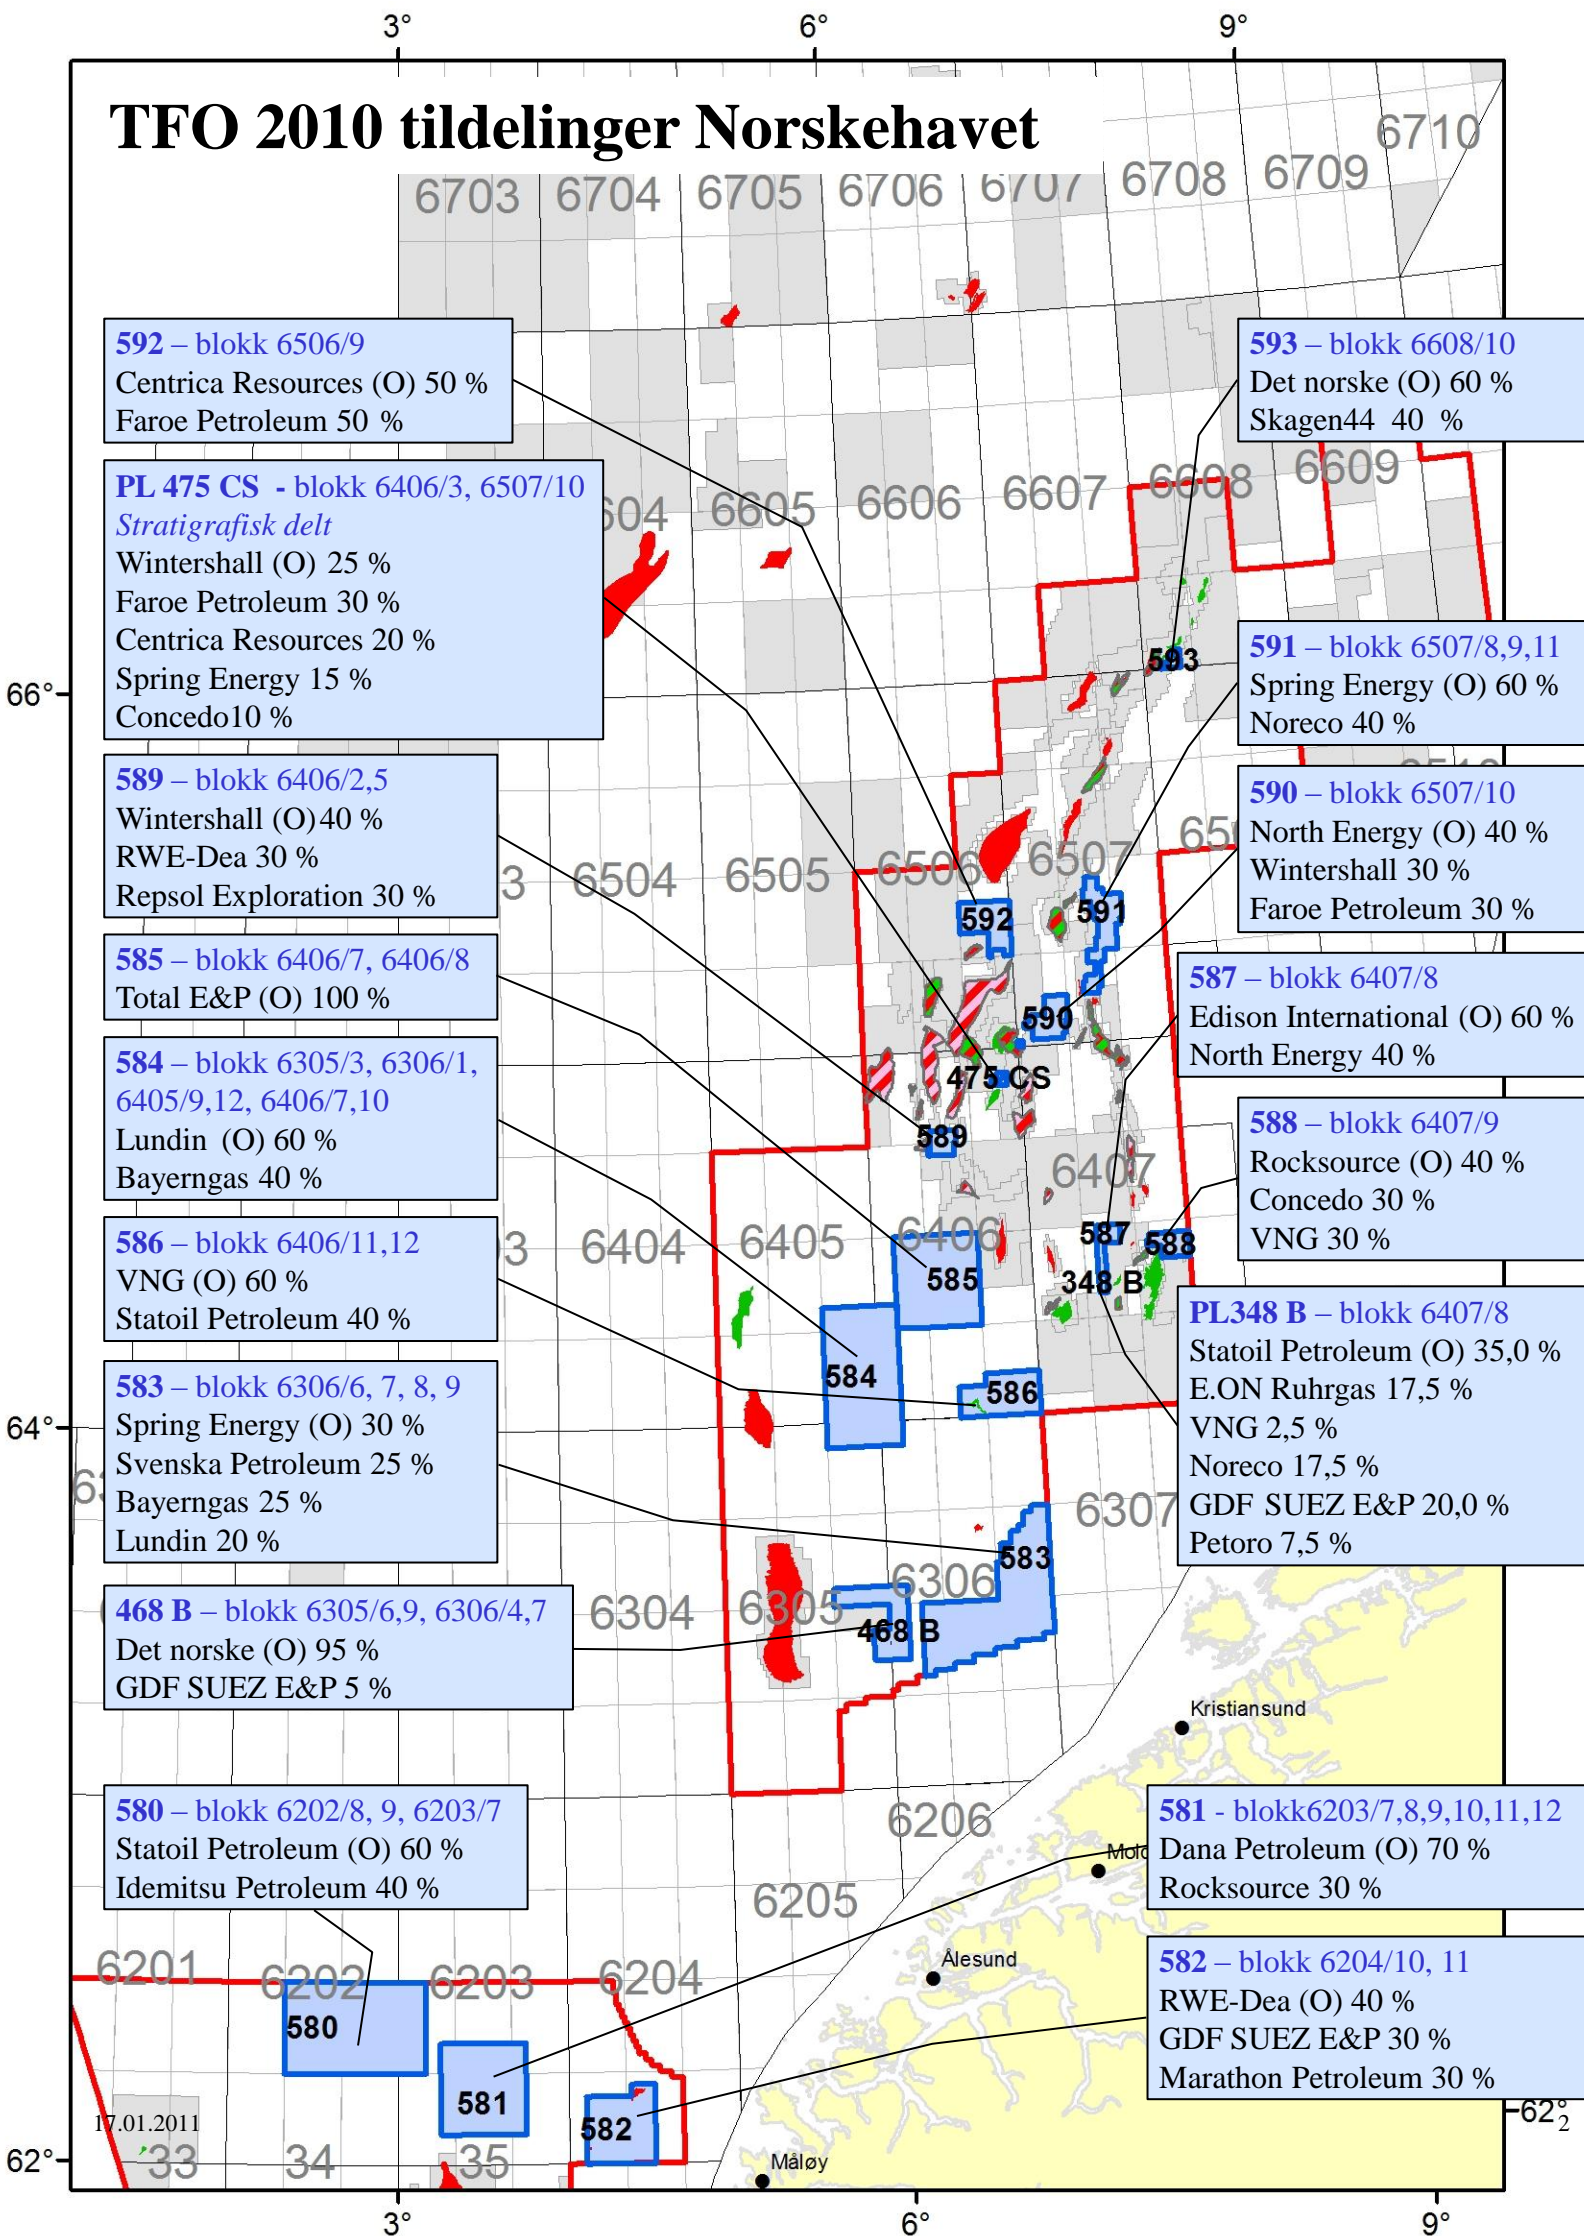 3°
6°
9°
TFO 2010 tildelinger Norskehavet
6710
6703
6704
6705
6706
6707
6708
6709
592 – blokk 6506/9
Centrica Resources (O) 50 %
Faroe Petroleum 50 %
593 – blokk 6608/10
Det norske (O) 60 %
Skagen44 40 %
PL 475 CS - blokk 6406/3, 6507/10
Stratigrafisk delt
Wintershall (O) 25 %
Faroe Petroleum 30 %
Centrica Resources 20 %
Spring Energy 15 %
Concedo10 %
604
6605
6606
6607
6608
6609
593
66°
591 – blokk 6507/8,9,11
Spring Energy (O) 60 %
Noreco 40 %
589 – blokk 6406/2,5
Wintershall (O)40 %
RWE-Dea 30 %
Repsol Exploration 30 %
590 – blokk 6507/10
North Energy (O) 40 %
Wintershall 30 %
Faroe Petroleum 30 %
3
6504
6505
6506
6507
65
592
591
590
475 CS
589
585 – blokk 6406/7, 6406/8
Total E&P (O) 100 %
587 – blokk 6407/8
Edison International (O) 60 %
North Energy 40 %
584 – blokk 6305/3, 6306/1,
6405/9,12, 6406/7,10
Lundin (O) 60 %
Bayerngas 40 %
588 – blokk 6407/9
Rocksource (O) 40 %
Concedo 30 %
VNG 30 %
6407
586 – blokk 6406/11,12
VNG (O) 60 %
Statoil Petroleum 40 %
3
6404
6405
6406
587
588
585
348 B
PL348 B – blokk 6407/8
Statoil Petroleum (O) 35,0 %
E.ON Ruhrgas 17,5 %
VNG 2,5 %
Noreco 17,5 %
GDF SUEZ E&P 20,0 %
Petoro 7,5 %
584
586
583 – blokk 6306/6, 7, 8, 9
Spring Energy (O) 30 %
Svenska Petroleum 25 %
Bayerngas 25 %
Lundin 20 %
64°
63
6307
583
468 B – blokk 6305/6,9, 6306/4,7
Det norske (O) 95 %
GDF SUEZ E&P 5 %
6304
6305
6306
468 B
Kristiansund
580 – blokk 6202/8, 9, 6203/7
Statoil Petroleum (O) 60 %
Idemitsu Petroleum 40 %
6206
6205
Mold
581 - blokk6203/7,8,9,10,11,12
Dana Petroleum (O) 70 %
Rocksource 30 %
Ålesund
582 – blokk 6204/10, 11
RWE-Dea (O) 40 %
GDF SUEZ E&P 30 %
Marathon Petroleum 30 %
6201
6202
6203
6204
580
581
582
17.01.2011
62°
2
62°
33
34
35
Måløy
3°
6°
9°